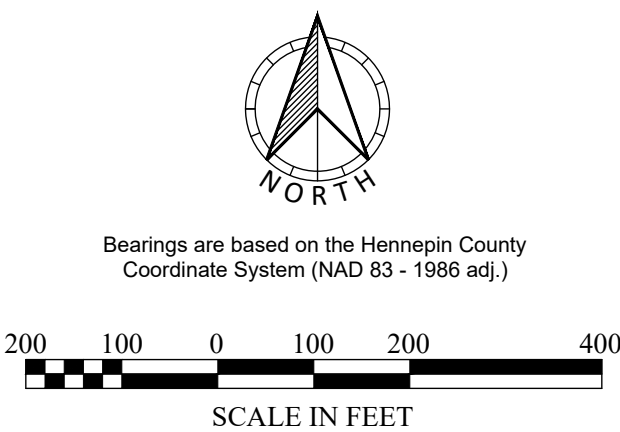 NORTH
Bearings are based on the Hennepin County
Coordinate System (NAD 83 - 1986 adj.)
200 100 0 100 200 400
SCALE IN FEET